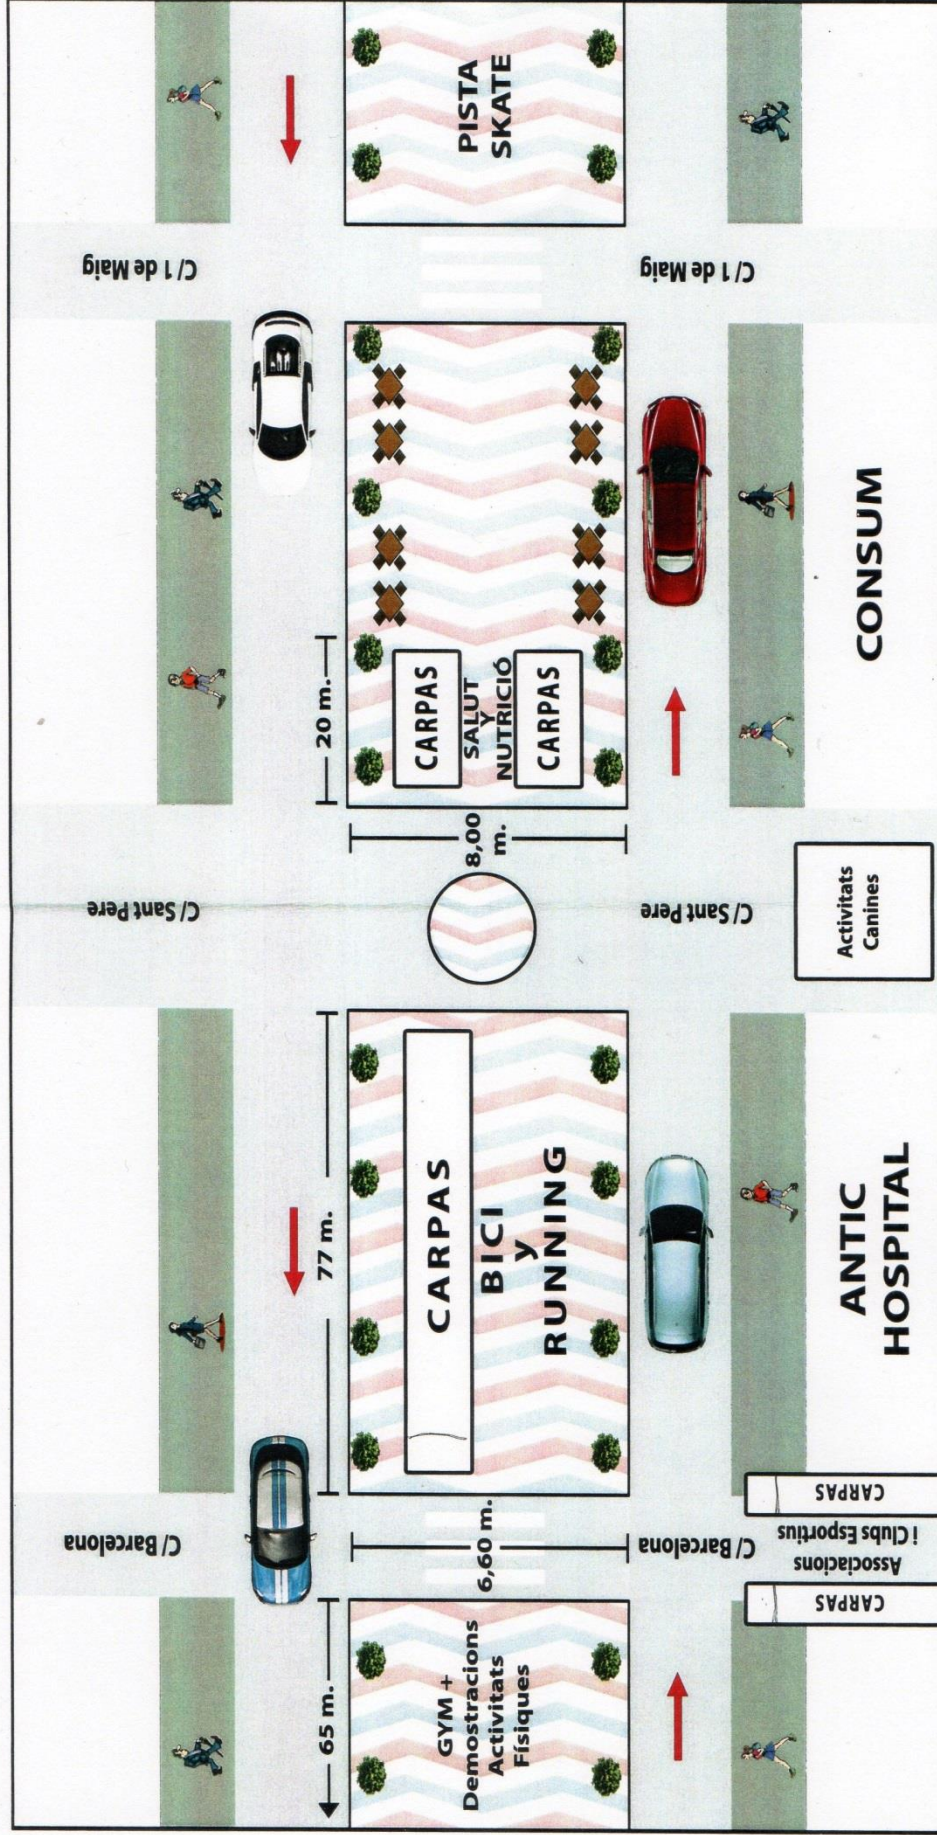 C/ Barcelona
C/ Sant Pere
C/ 1 de Maig
65 m.
77 m.
20 m.
GYM +
Demostracions
Activitats
Físiques
6,60 m.
CARPAS
BICI
y
RUNNING
8,00
m.
CARPAS
SALUT
Y
NUTRICIÓ
CARPAS
PISTA
SKATE
C/ Barcelona
C/ Sant Pere
C/ 1 de Maig
CARPAS
Associacions
i Clubs Esportius
CARPAS
ANTIC
HOSPITAL
Activitats
Canines
CONSUM